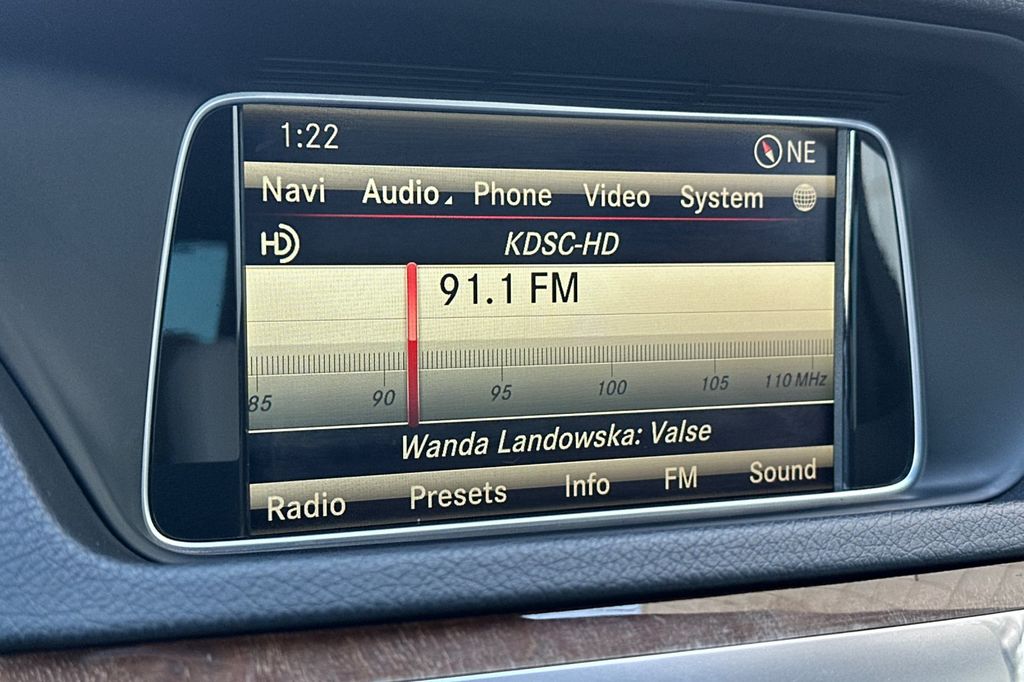 1:22 NE
Navi Audio Phone Video System
HD KDSC-HD
91.1 FM
85 90 95 100 105 110 MHz
Wanda Landowska: Valse
Radio Presets Info FM Sound